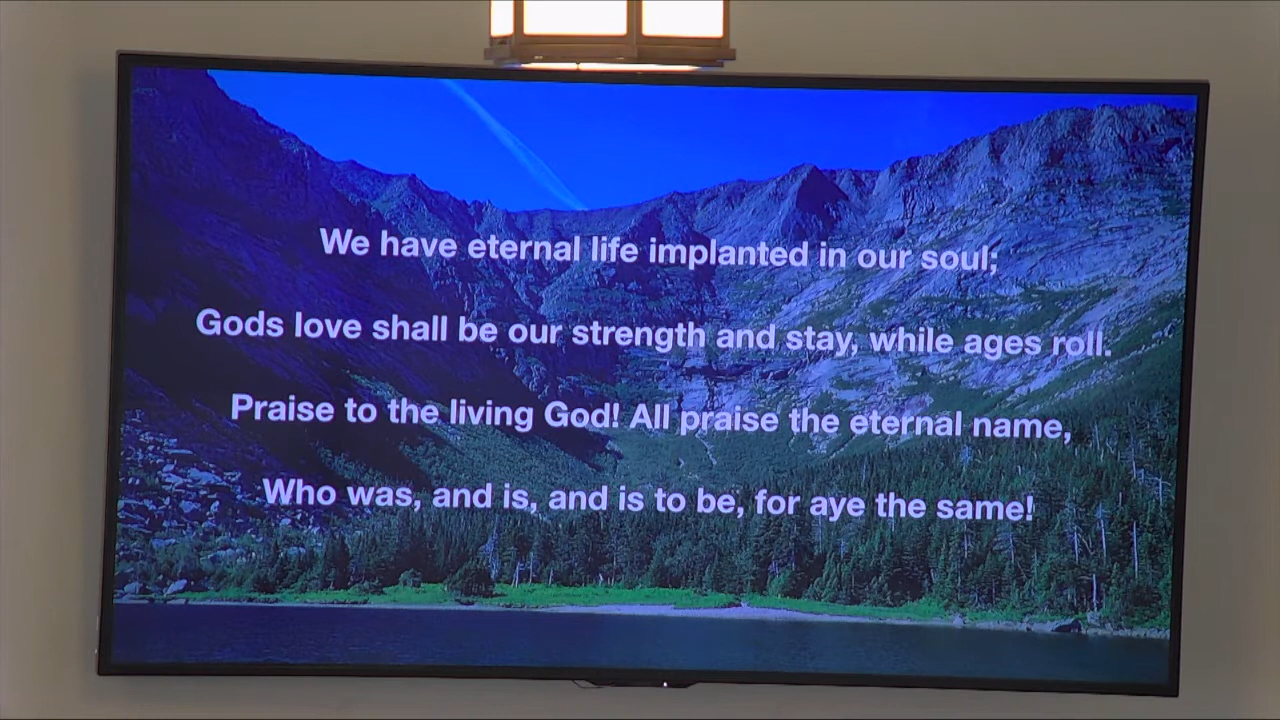 We have eternal life implanted in our soul;
Gods love shall be our strength and stay, while ages roll.
Praise to the living God! All praise the eternal name,
Who was, and is, and is to be, for aye the same!